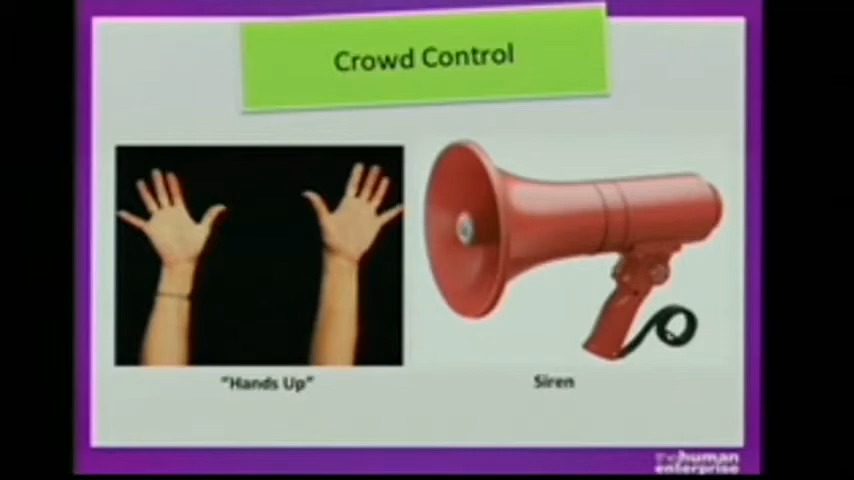 Crowd Control
"Hands Up"
Siren
the human
enterprise